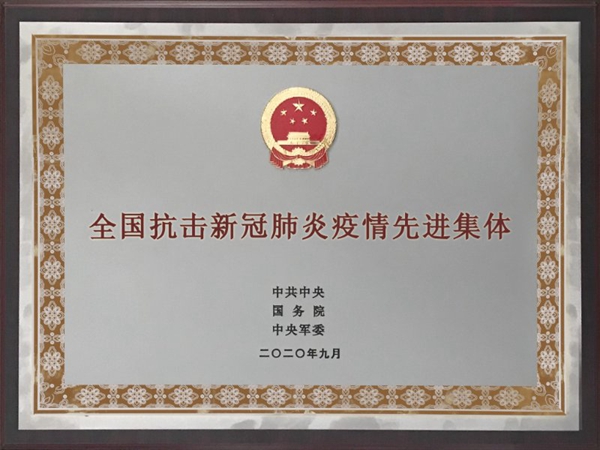 全国抗击新冠肺炎疫情先进集体
中共中央
国务院
中央军委
二〇二〇年九月